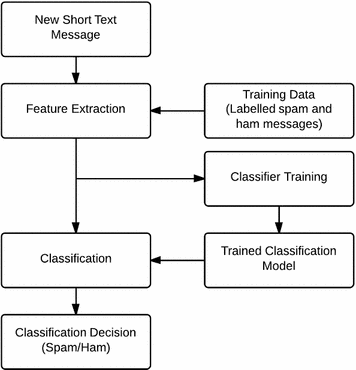 New Short Text
Message
Feature Extraction
Training Data
(Labelled spam and
ham messages)
Classifier Training
Classification
Trained Classification
Model
Classification Decision
(Spam/Ham)